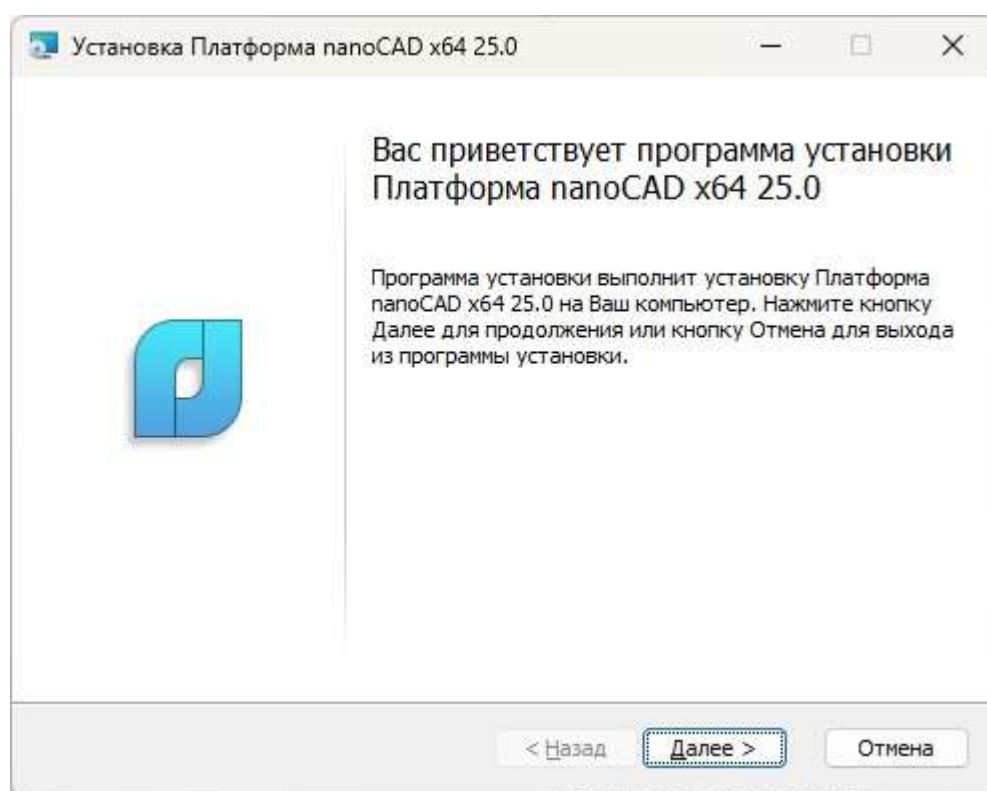 Установка Платформа nanoCAD x64 25.0
Вас приветствует программа установки
Платформа nanoCAD x64 25.0
Программа установки выполнит установку Платформа
nanoCAD x64 25.0 на Ваш компьютер. Нажмите кнопку
Далее для продолжения или кнопку Отмена для выхода
из программы установки.
< Назад
Далее >
Отмена